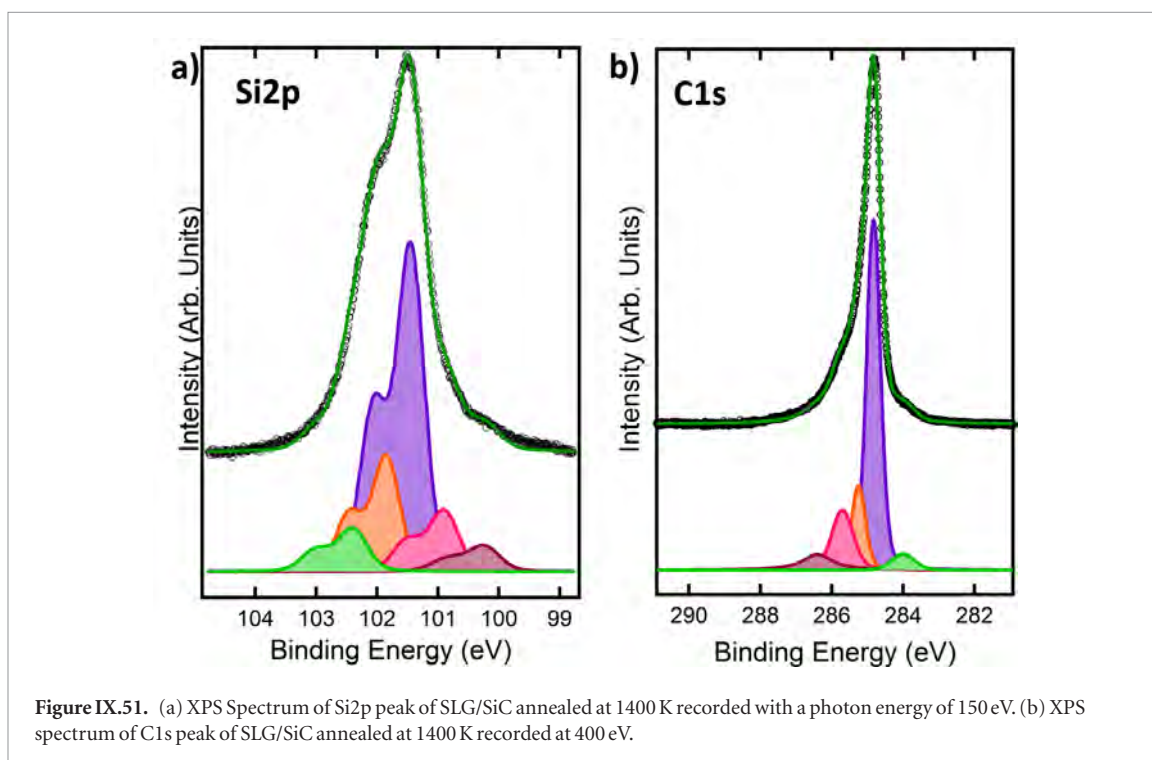 a)
Si2p
Intensity (Arb. Units)
104 103 102 101 100 99
Binding Energy (eV)
b)
C1s
Intensity (Arb. Units)
290 288 286 284 282
Binding Energy (eV)
Figure IX.51. (a) XPS Spectrum of Si2p peak of SLG/SiC annealed at 1400 K recorded with a photon energy of 150 eV. (b) XPS
spectrum of C1s peak of SLG/SiC annealed at 1400 K recorded at 400 eV.